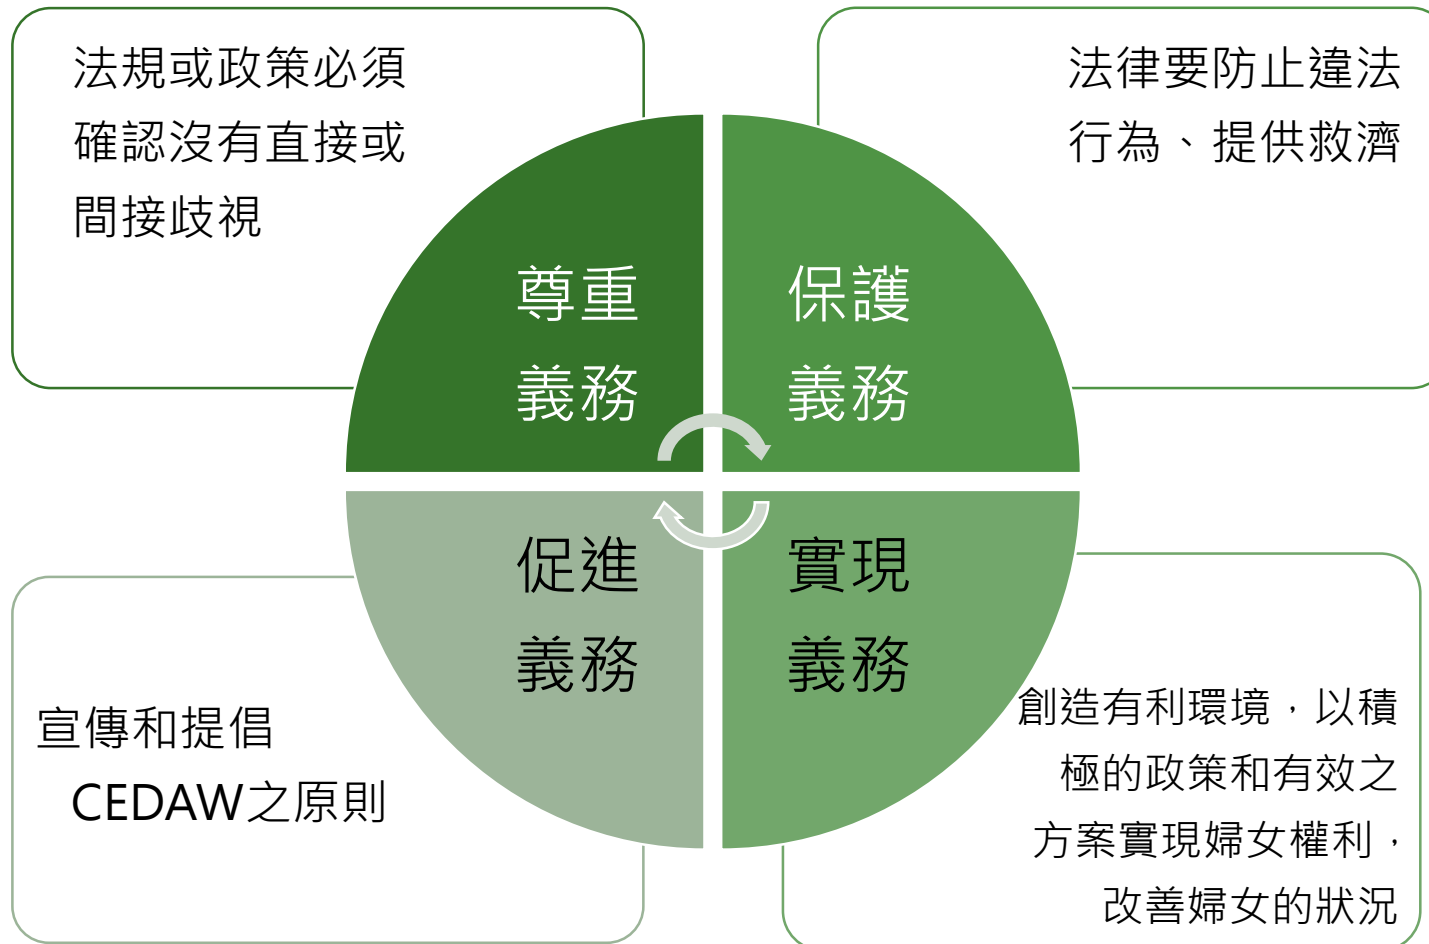 法規或政策必須
確認沒有直接或
間接歧視
法律要防止違法
行為、提供救濟
尊重
義務
保護
義務
促進
義務
實現
義務
宣傳和提倡
CEDAW之原則
創造有利環境，以積
極的政策和有效之
方案實現婦女權利，
改善婦女的狀況